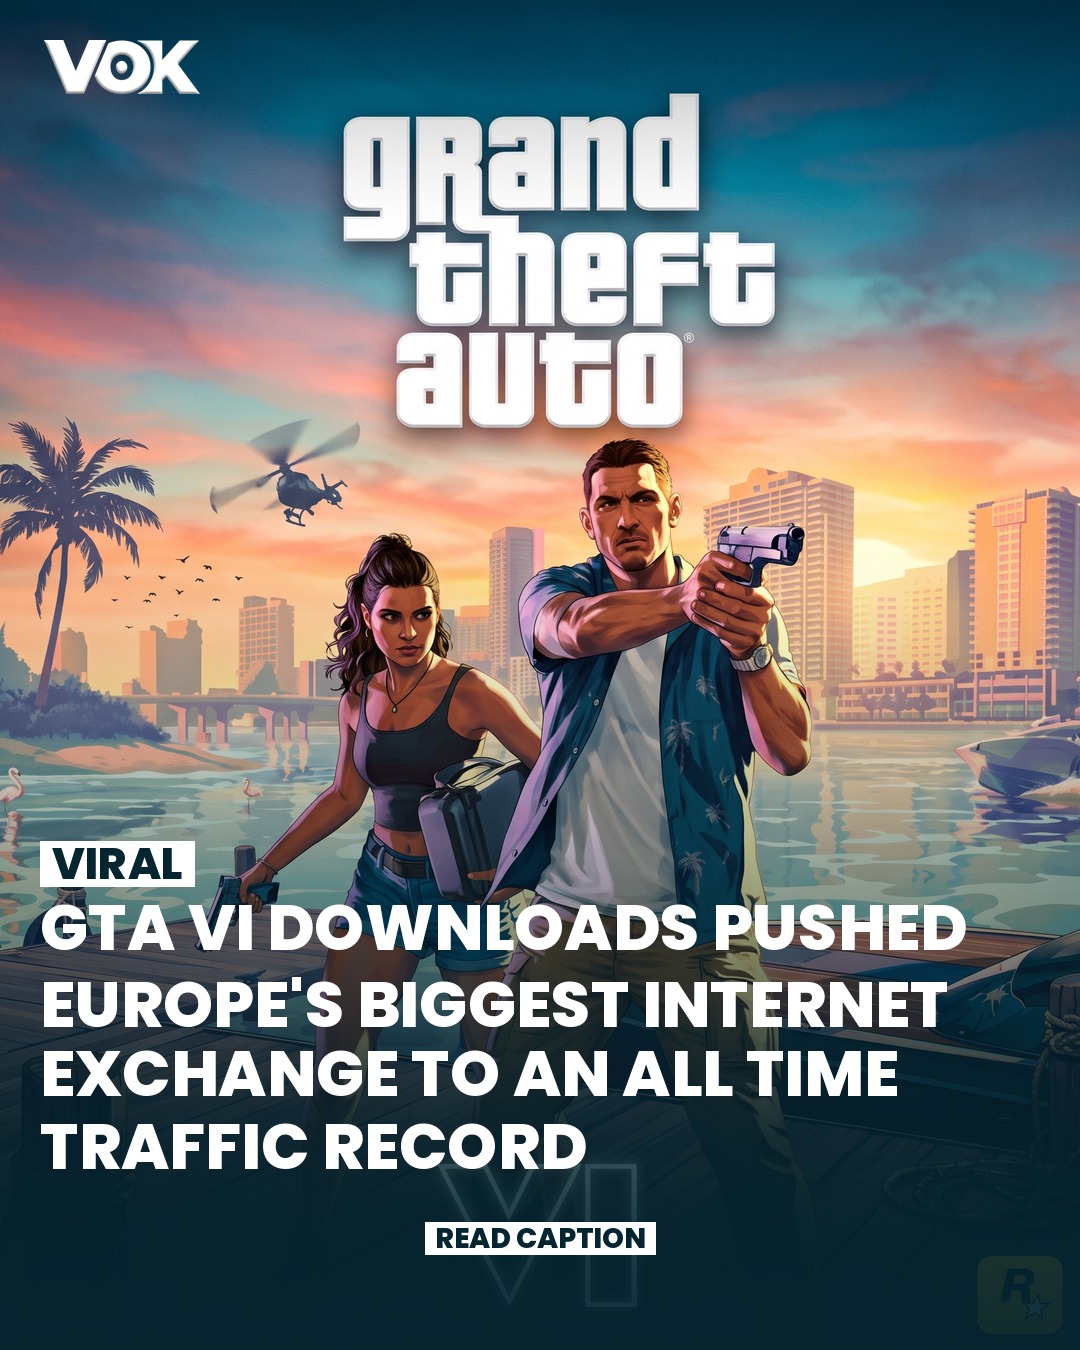 VOK
grand
theft
auto®
VIRAL
GTA VI DOWNLOADS PUSHED
EUROPE'S BIGGEST INTERNET
EXCHANGE TO AN ALL TIME
TRAFFIC RECORD
VI
READ CAPTION
R